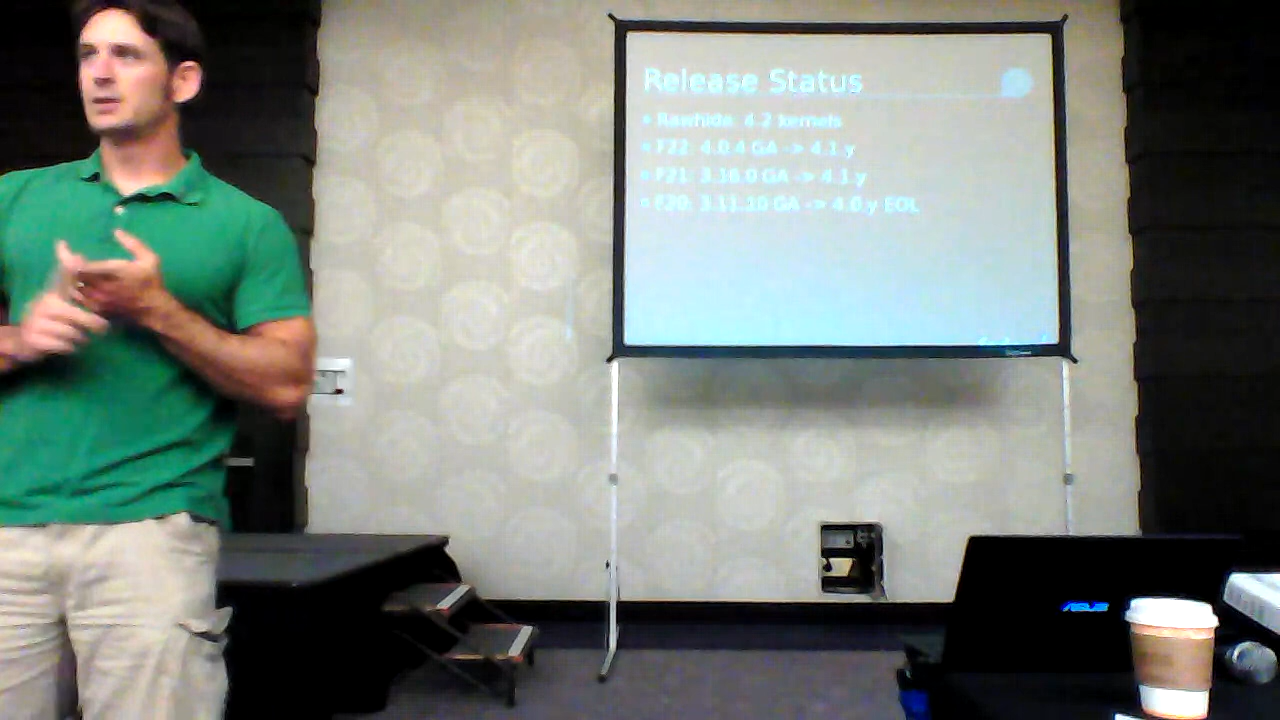 Release Status
• Rawhide: 4.2 kernels
• F22: 4.0.4 GA -> 4.1.y
• F21: 3.16.0 GA -> 4.1.y
• F20: 3.11.10 GA -> 4.0.y EOL
ASUS